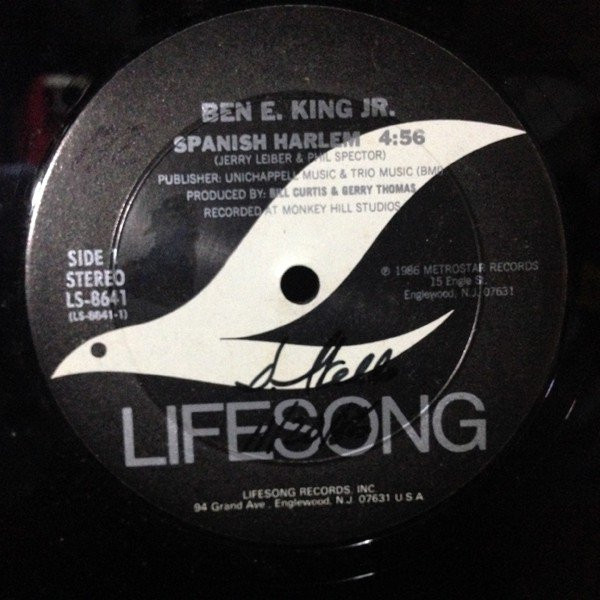 BEN E. KING JR.
SPANISH HARLEM 4:56
(JERRY LEIBER & PHIL SPECTOR)
PUBLISHER: UNICHAPPELL MUSIC & TRIO MUSIC (BMI)
PRODUCED BY: BILL CURTIS & GERRY THOMAS
RECORDED AT MONKEY HILL STUDIOS
SIDE
STEREO
LS-8641
(LS-8641-1)
℗ 1986 METROSTAR RECORDS
15 Engle St.
Englewood, N.J. 07631
LIFESONG
LIFESONG RECORDS, INC
94 Grand Ave., Englewood, N.J. 07631 U S A